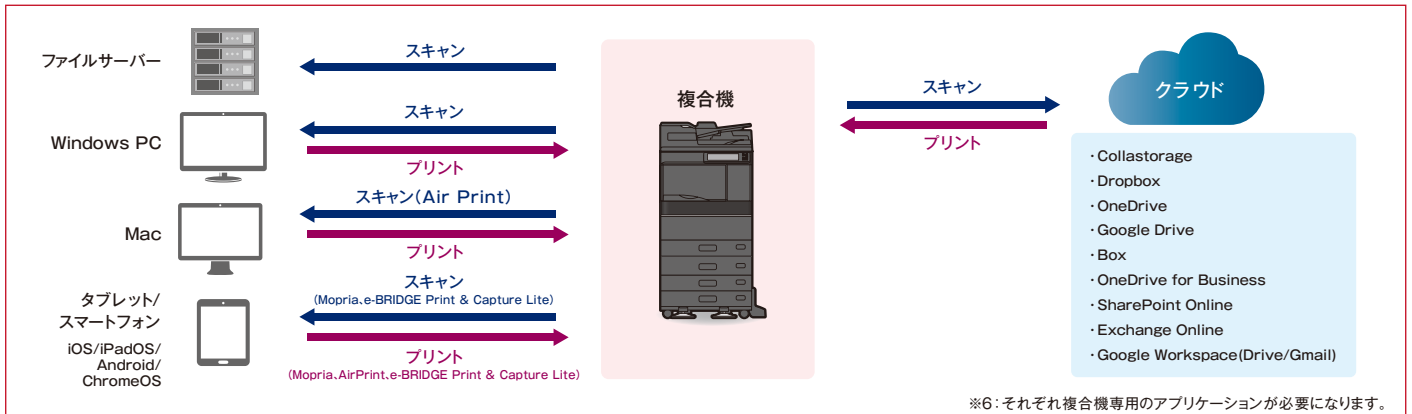 ファイルサーバー
スキャン
Windows PC
スキャン
プリント
Mac
スキャン(Air Print)
プリント
タブレット/
スマートフォン
iOS/iPadOS/
Android/
ChromeOS
スキャン
(Mopria、e-BRIDGE Print & Capture Lite)
プリント
(Mopria、AirPrint、e-BRIDGE Print & Capture Lite)
複合機
スキャン
プリント
クラウド
・Collastorage
・Dropbox
・OneDrive
・Google Drive
・Box
・OneDrive for Business
・SharePoint Online
・Exchange Online
・Google Workspace(Drive/Gmail)
※6:それぞれ複合機専用のアプリケーションが必要になります。